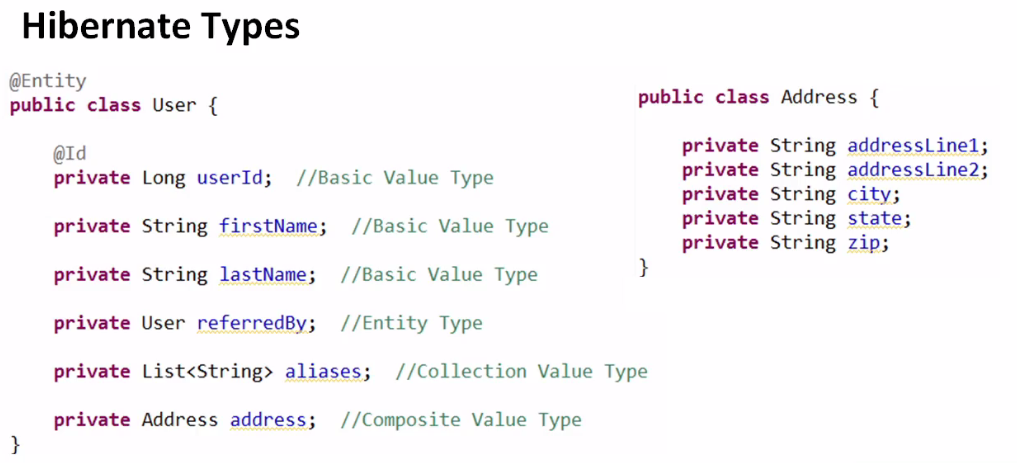 Hibernate Types
@Entity
public class User {
@Id
private Long userId;  //Basic Value Type
private String firstName;  //Basic Value Type
private String lastName;  //Basic Value Type
private User referredBy;  //Entity Type
private List<String> aliases;  //Collection Value Type
private Address address;  //Composite Value Type
}
public class Address {
private String addressLine1;
private String addressLine2;
private String city;
private String state;
private String zip;
}